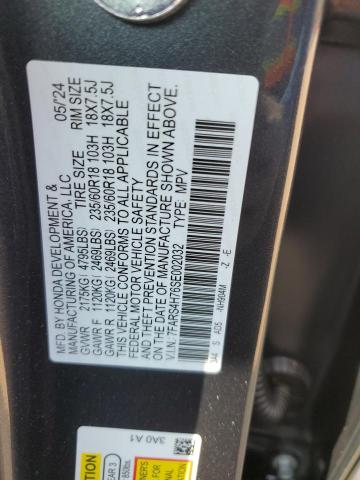 MFD. BY HONDA DEVELOPMENT & 05/24
MANUFACTURING OF AMERICA, LLC
TIRE SIZE RIM SIZE
GVWR 2175KG( 4795LBS)
GAWR F 1120KG( 2469LBS) 235/60R18 103H 18X7.5J
GAWR R 1120KG( 2469LBS) 235/60R18 103H 18X7.5J
THIS VEHICLE CONFORMS TO ALL APPLICABLE
FEDERAL MOTOR VEHICLE SAFETY
AND THEFT PREVENTION STANDARDS IN EFFECT
ON THE DATE OF MANUFACTURE SHOWN ABOVE.
V.I.N.: 7FARS4H76SE002032 TYPE: MPV
S AD5 -NH904M -Z -E
3A0 A1